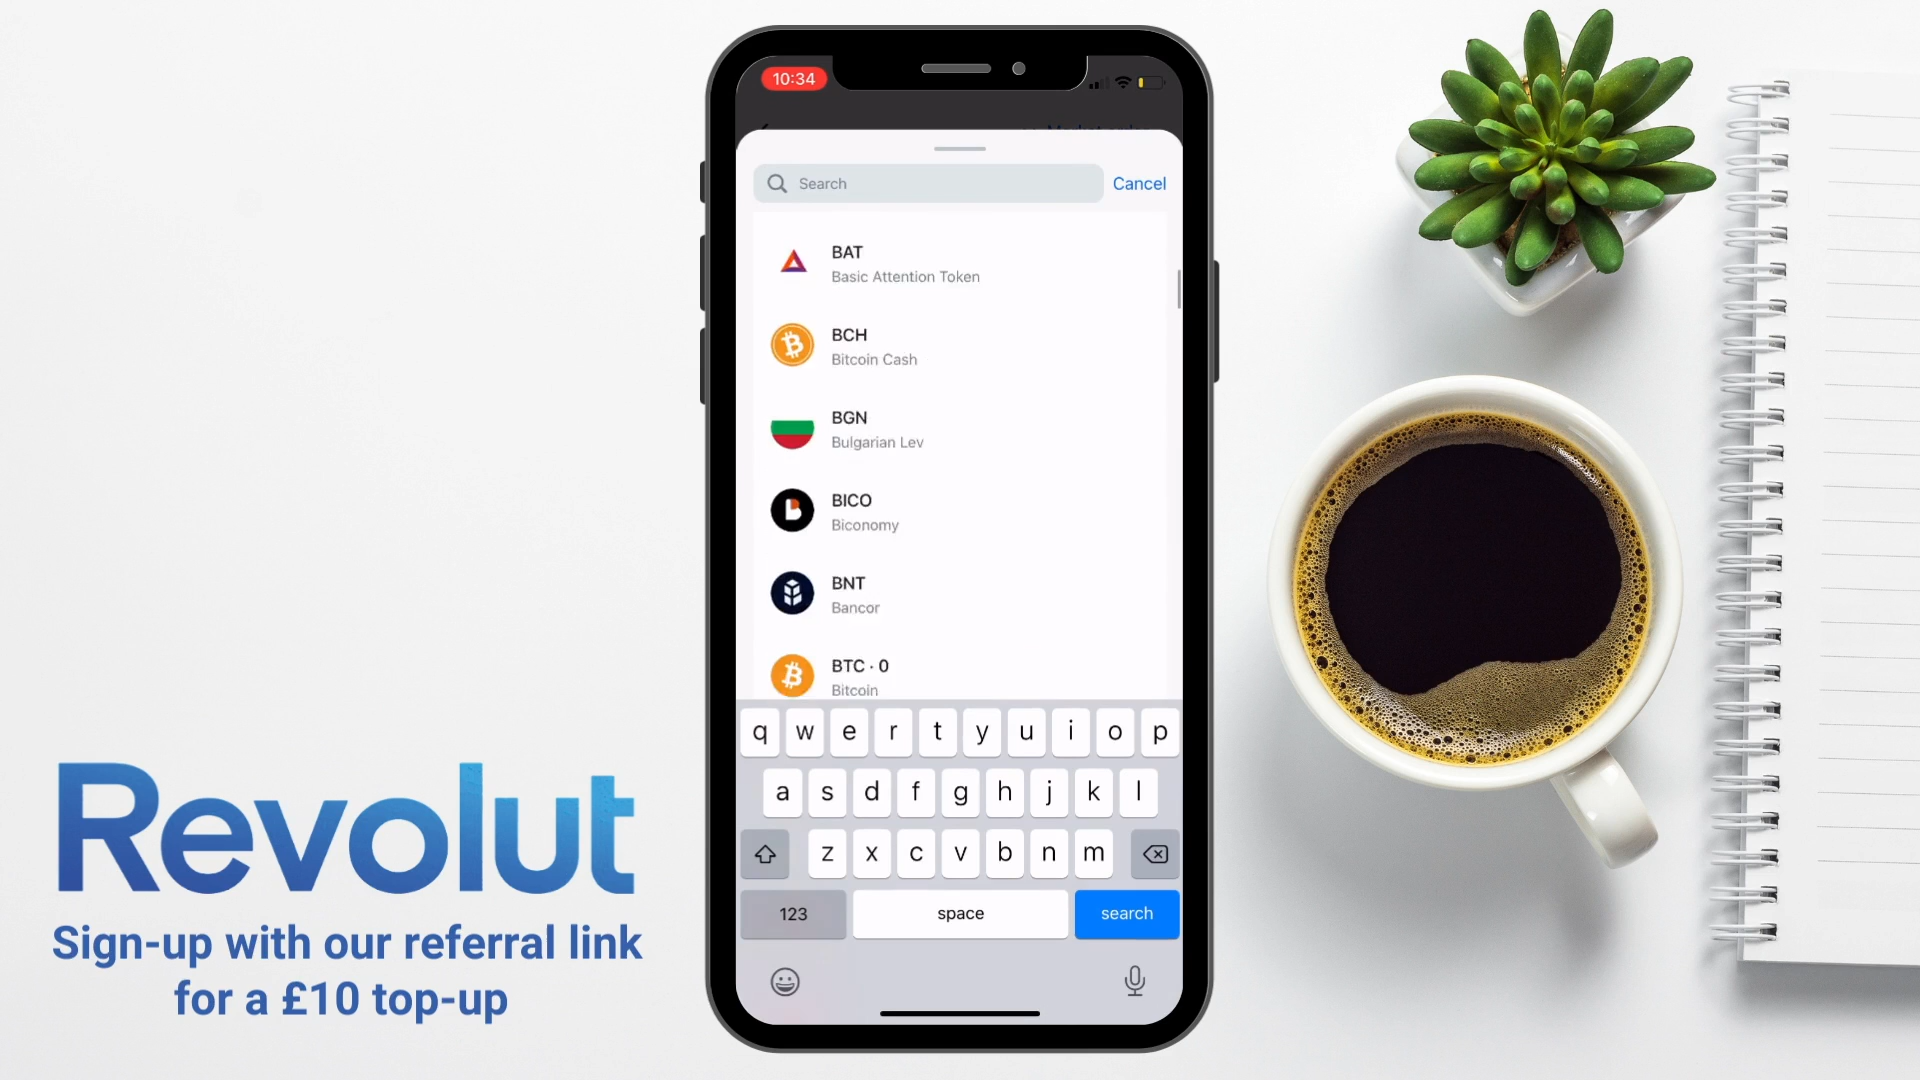 10:34
Search
Cancel
BAT
Basic Attention Token
BCH
Bitcoin Cash
BGN
Bulgarian Lev
BICO
Biconomy
BNT
Bancor
BTC · 0
Bitcoin
q w e r t y u i o p
a s d f g h j k l
z x c v b n m
123 space search
Revolut
Sign-up with our referral link
for a £10 top-up